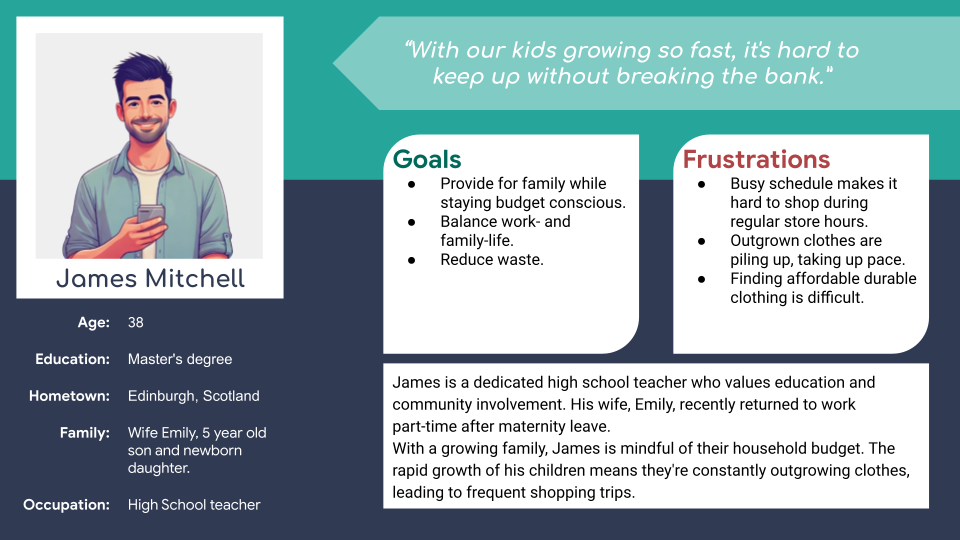 “With our kids growing so fast, it's hard to
keep up without breaking the bank.”
James Mitchell
Age: 38
Education: Master's degree
Hometown: Edinburgh, Scotland
Family: Wife Emily, 5 year old
son and newborn
daughter.
Occupation: High School teacher
Goals
● Provide for family while
staying budget conscious.
● Balance work- and
family-life.
● Reduce waste.
Frustrations
● Busy schedule makes it
hard to shop during
regular store hours.
● Outgrown clothes are
piling up, taking up pace.
● Finding affordable durable
clothing is difficult.
James is a dedicated high school teacher who values education and
community involvement. His wife, Emily, recently returned to work
part-time after maternity leave.
With a growing family, James is mindful of their household budget. The
rapid growth of his children means they're constantly outgrowing clothes,
leading to frequent shopping trips.